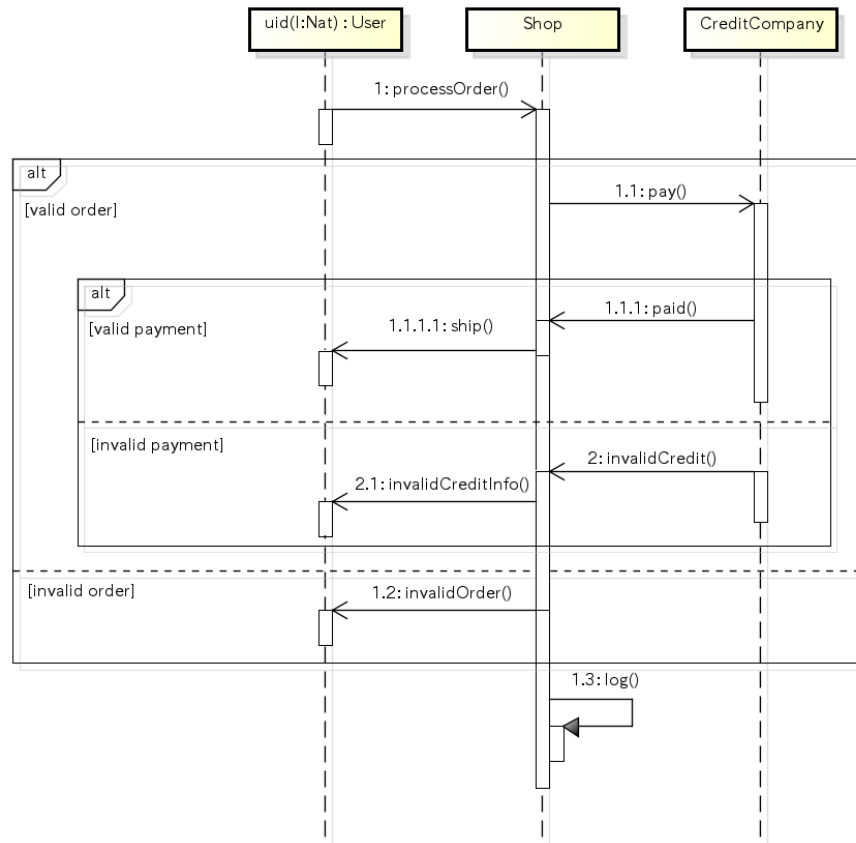 uid(I:Nat) : User
Shop
CreditCompany
1: processOrder()
alt
[valid order]
1.1: pay()
alt
[valid payment]
1.1.1: paid()
1.1.1.1: ship()
[invalid payment]
2: invalidCredit()
2.1: invalidCreditInfo()
[invalid order]
1.2: invalidOrder()
1.3: log()